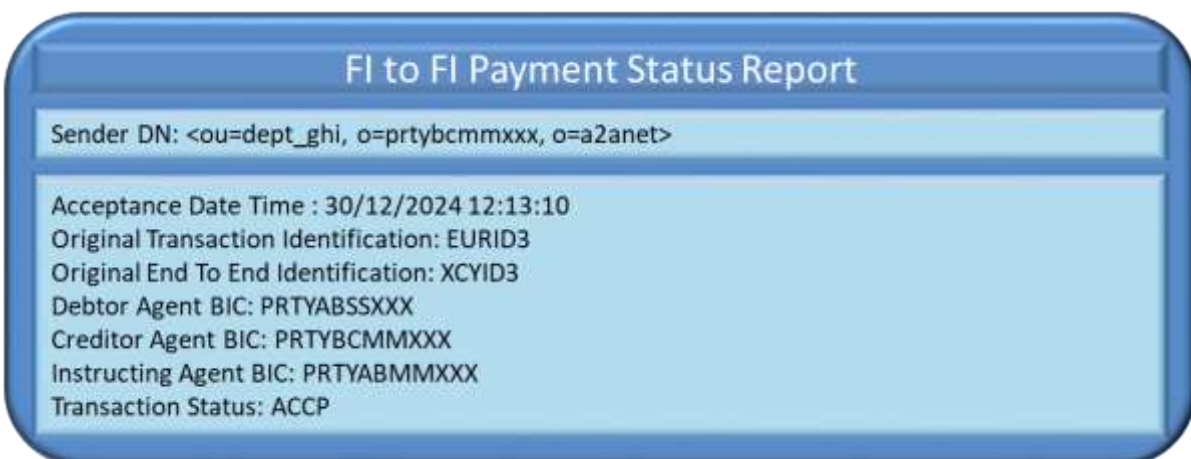 FI to FI Payment Status Report
Sender DN: <ou=dept_ghi, o=prtybcmmxxx, o=a2anet>
Acceptance Date Time : 30/12/2024 12:13:10
Original Transaction Identification: EURID3
Original End To End Identification: XCYID3
Debtor Agent BIC: PRTYABSSXXX
Creditor Agent BIC: PRTYBCMMXXX
Instructing Agent BIC: PRTYABMMXXX
Transaction Status: ACCP